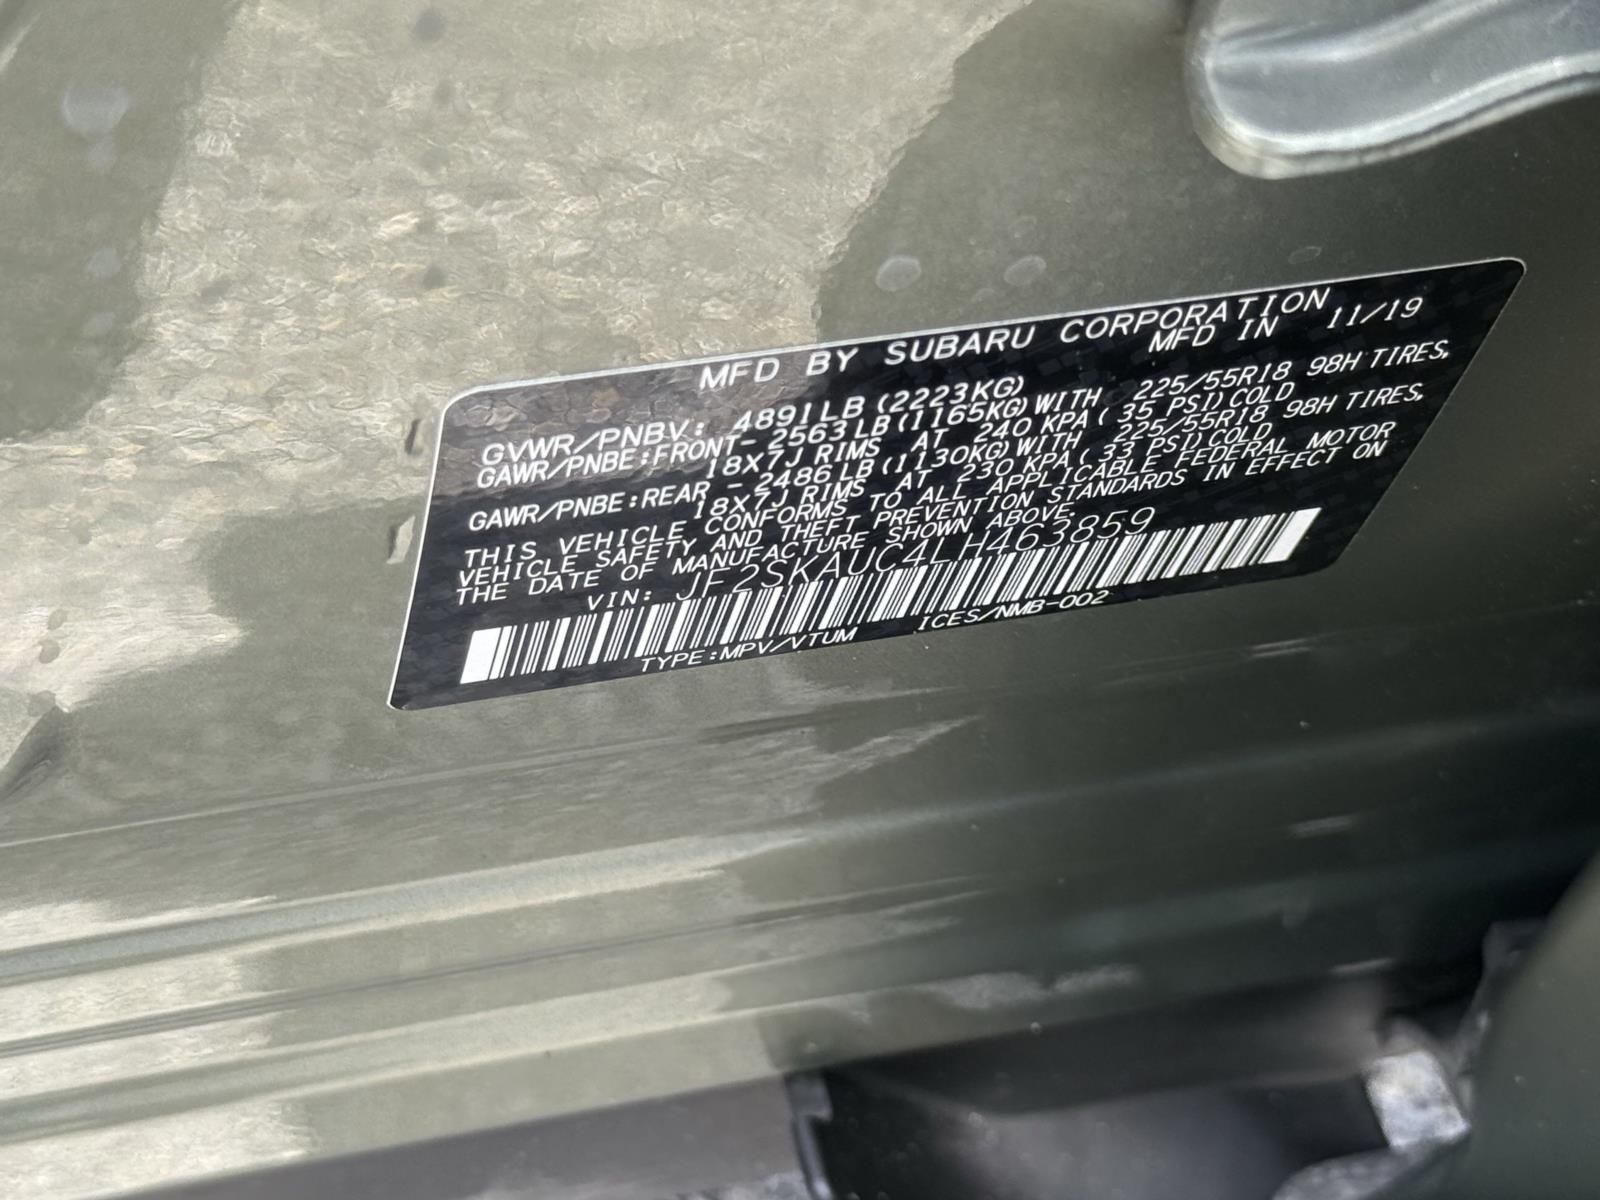 MFD BY SUBARU CORPORATION
MFD IN 11/19
GVWR/PNBV: 4891LB(2223KG)
GAWR/PNBE:FRONT- 2563LB(1165KG)WITH 225/55R18 98H TIRES,
18X7J RIMS AT 240 KPA(35 PSI)COLD
GAWR/PNBE:REAR - 2486LB(1130KG)WITH 225/55R18 98H TIRES,
18X7J RIMS AT 230 KPA(33 PSI)COLD
THIS VEHICLE CONFORMS TO ALL APPLICABLE FEDERAL MOTOR
VEHICLE SAFETY AND THEFT PREVENTION STANDARDS IN EFFECT ON
THE DATE OF MANUFACTURE SHOWN ABOVE.
VIN: JF2SKAUC4LH463859
TYPE:MPV/VTUM ICES/NMB-002